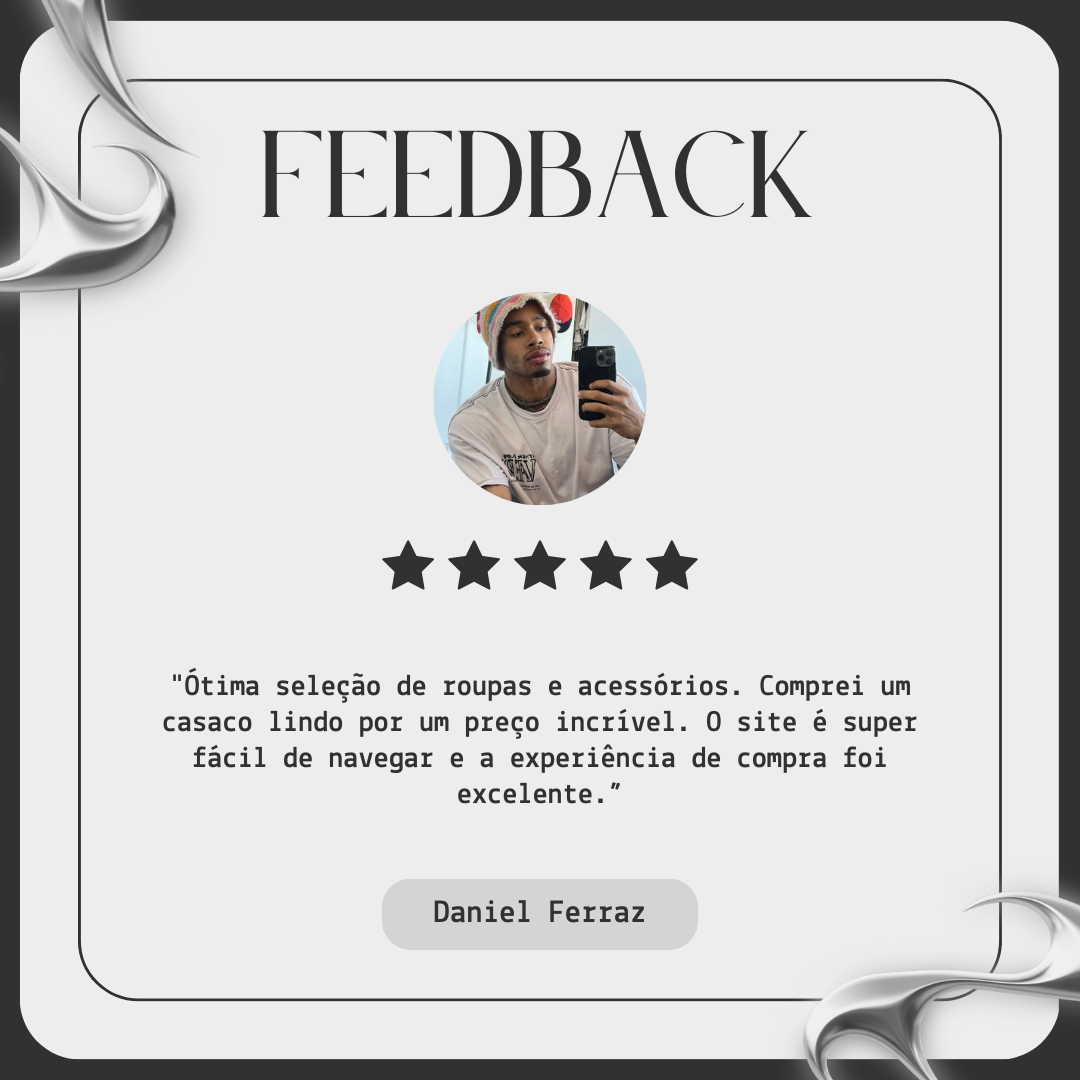 FEEDBACK
"Ótima seleção de roupas e acessórios. Comprei um
casaco lindo por um preço incrível. O site é super
fácil de navegar e a experiência de compra foi
excelente.”
Daniel Ferraz